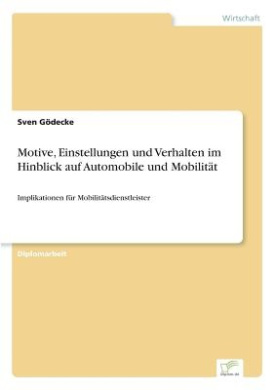 Wirtschaft
Sven Gödecke
Motive, Einstellungen und Verhalten im
Hinblick auf Automobile und Mobilität
Implikationen für Mobilitätsdienstleister
Diplomarbeit